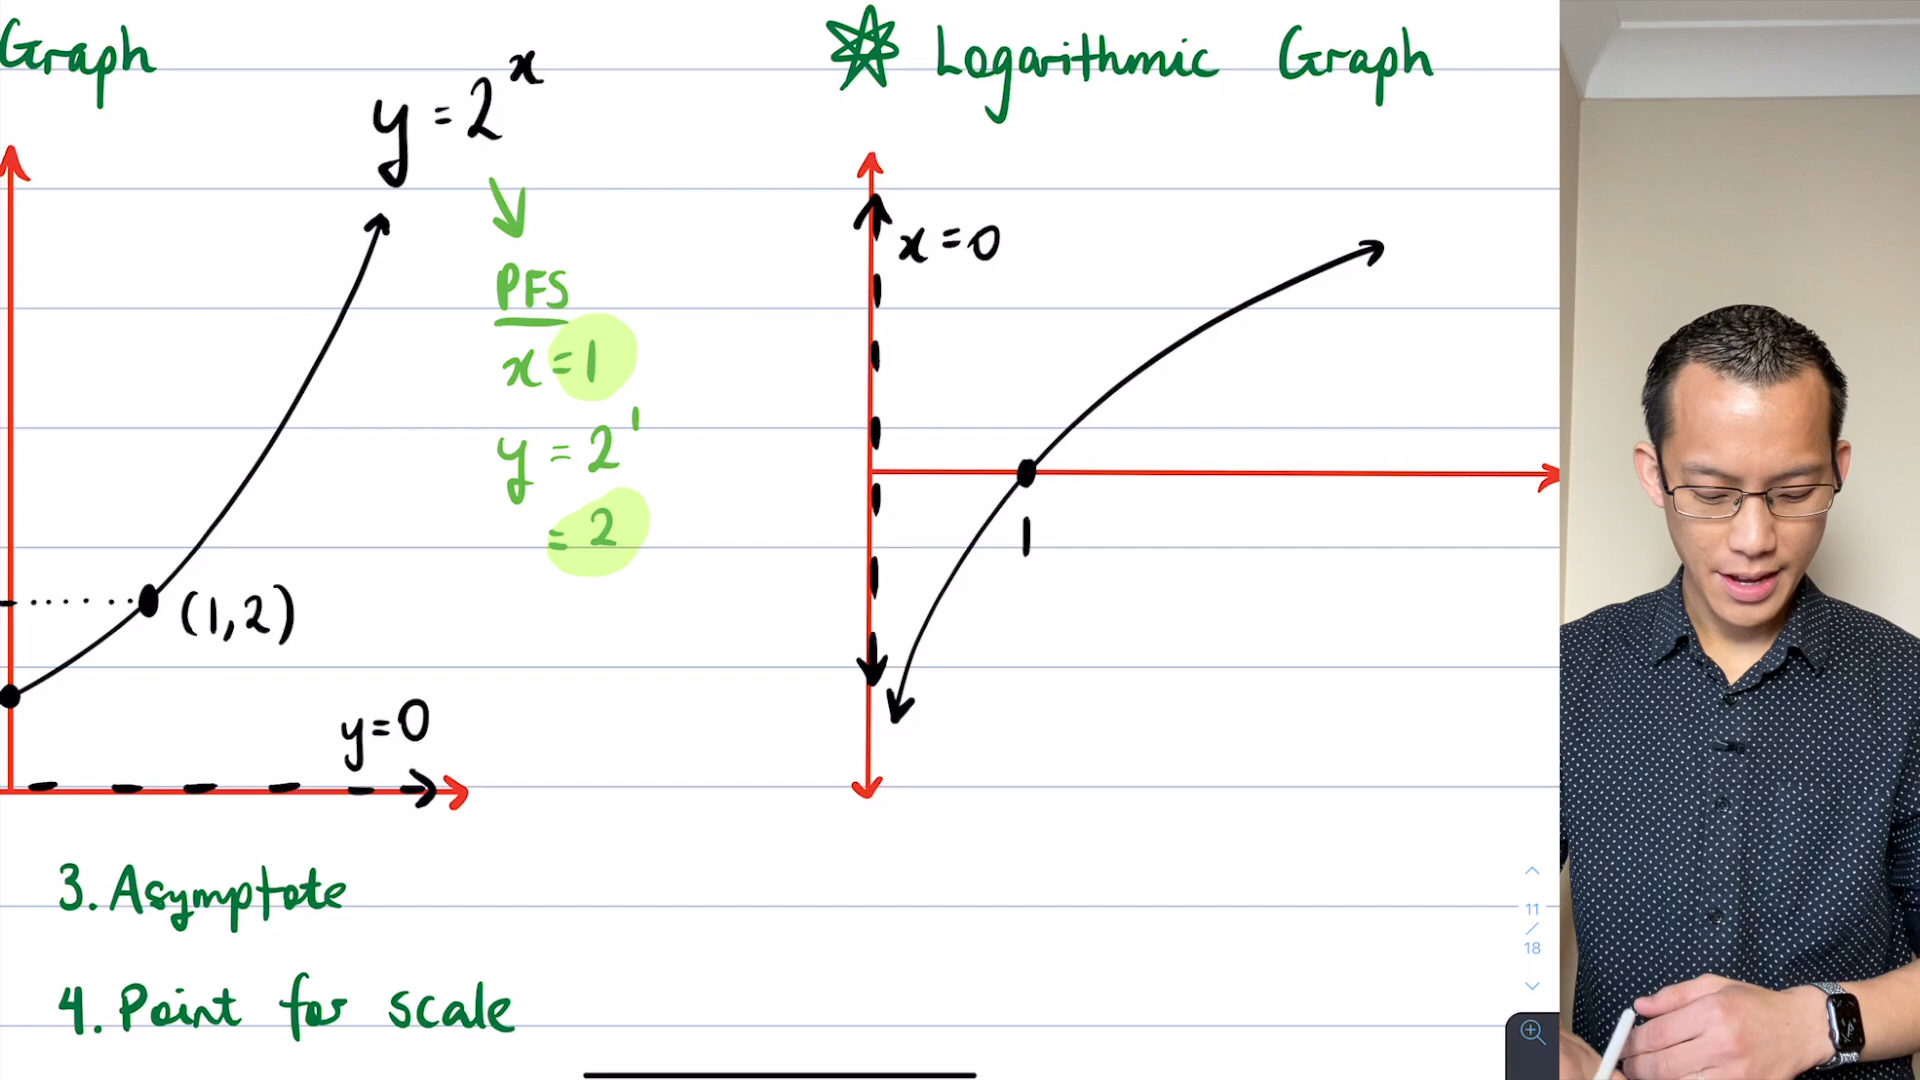 Graph
y = 2^x
PFS
x = 1
y = 2^1
= 2
(1,2)
y=0
3. Asymptote
4. Point for scale
Logarithmic Graph
x=0
1
11
/
18